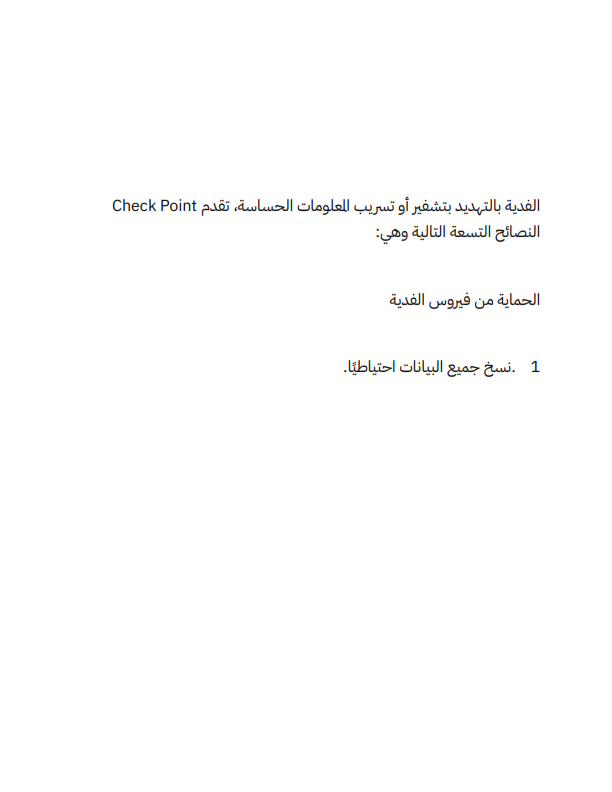 الفدية بالتهديد بتشفير أو تسريب المعلومات الحساسة، تقدم Check Point
النصائح التسعة التالية وهي:
الحماية من فيروس الفدية
1 .نسخ جميع البيانات احتياطيًا.